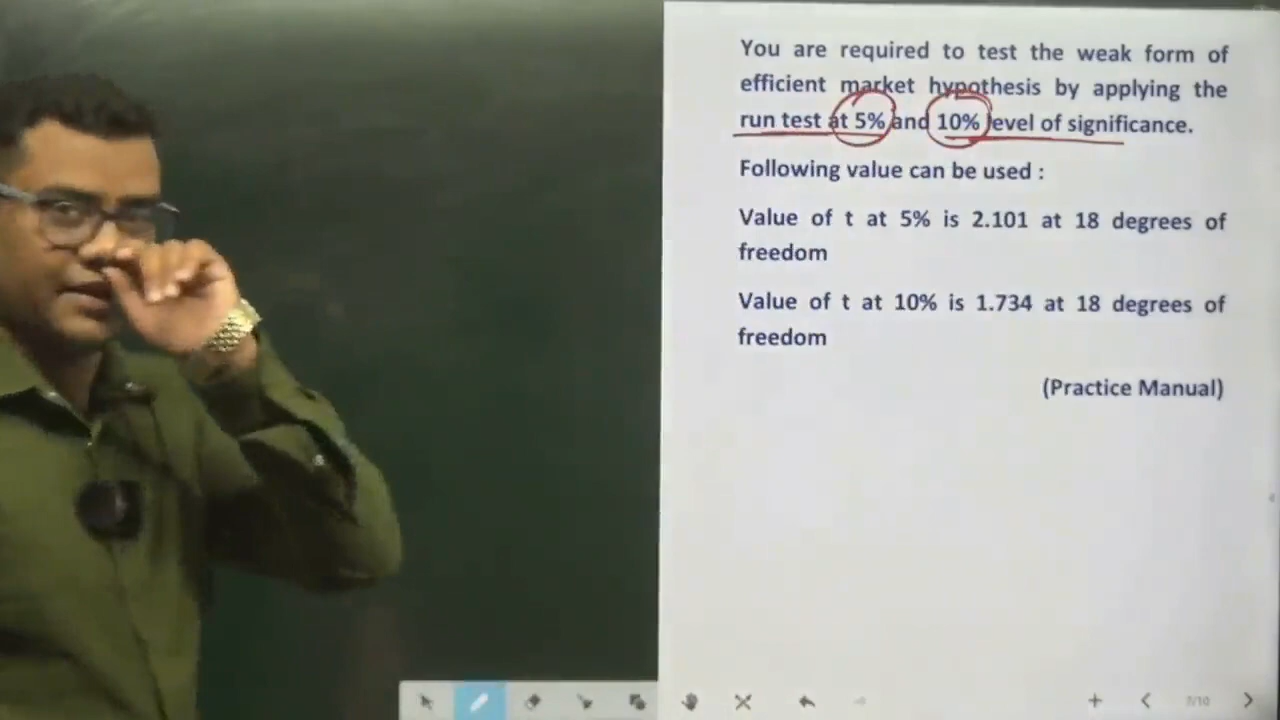 You are required to test the weak form of
efficient market hypothesis by applying the
run test at 5% and 10% level of significance.
Following value can be used :
Value of t at 5% is 2.101 at 18 degrees of
freedom
Value of t at 10% is 1.734 at 18 degrees of
freedom
(Practice Manual)
7/10